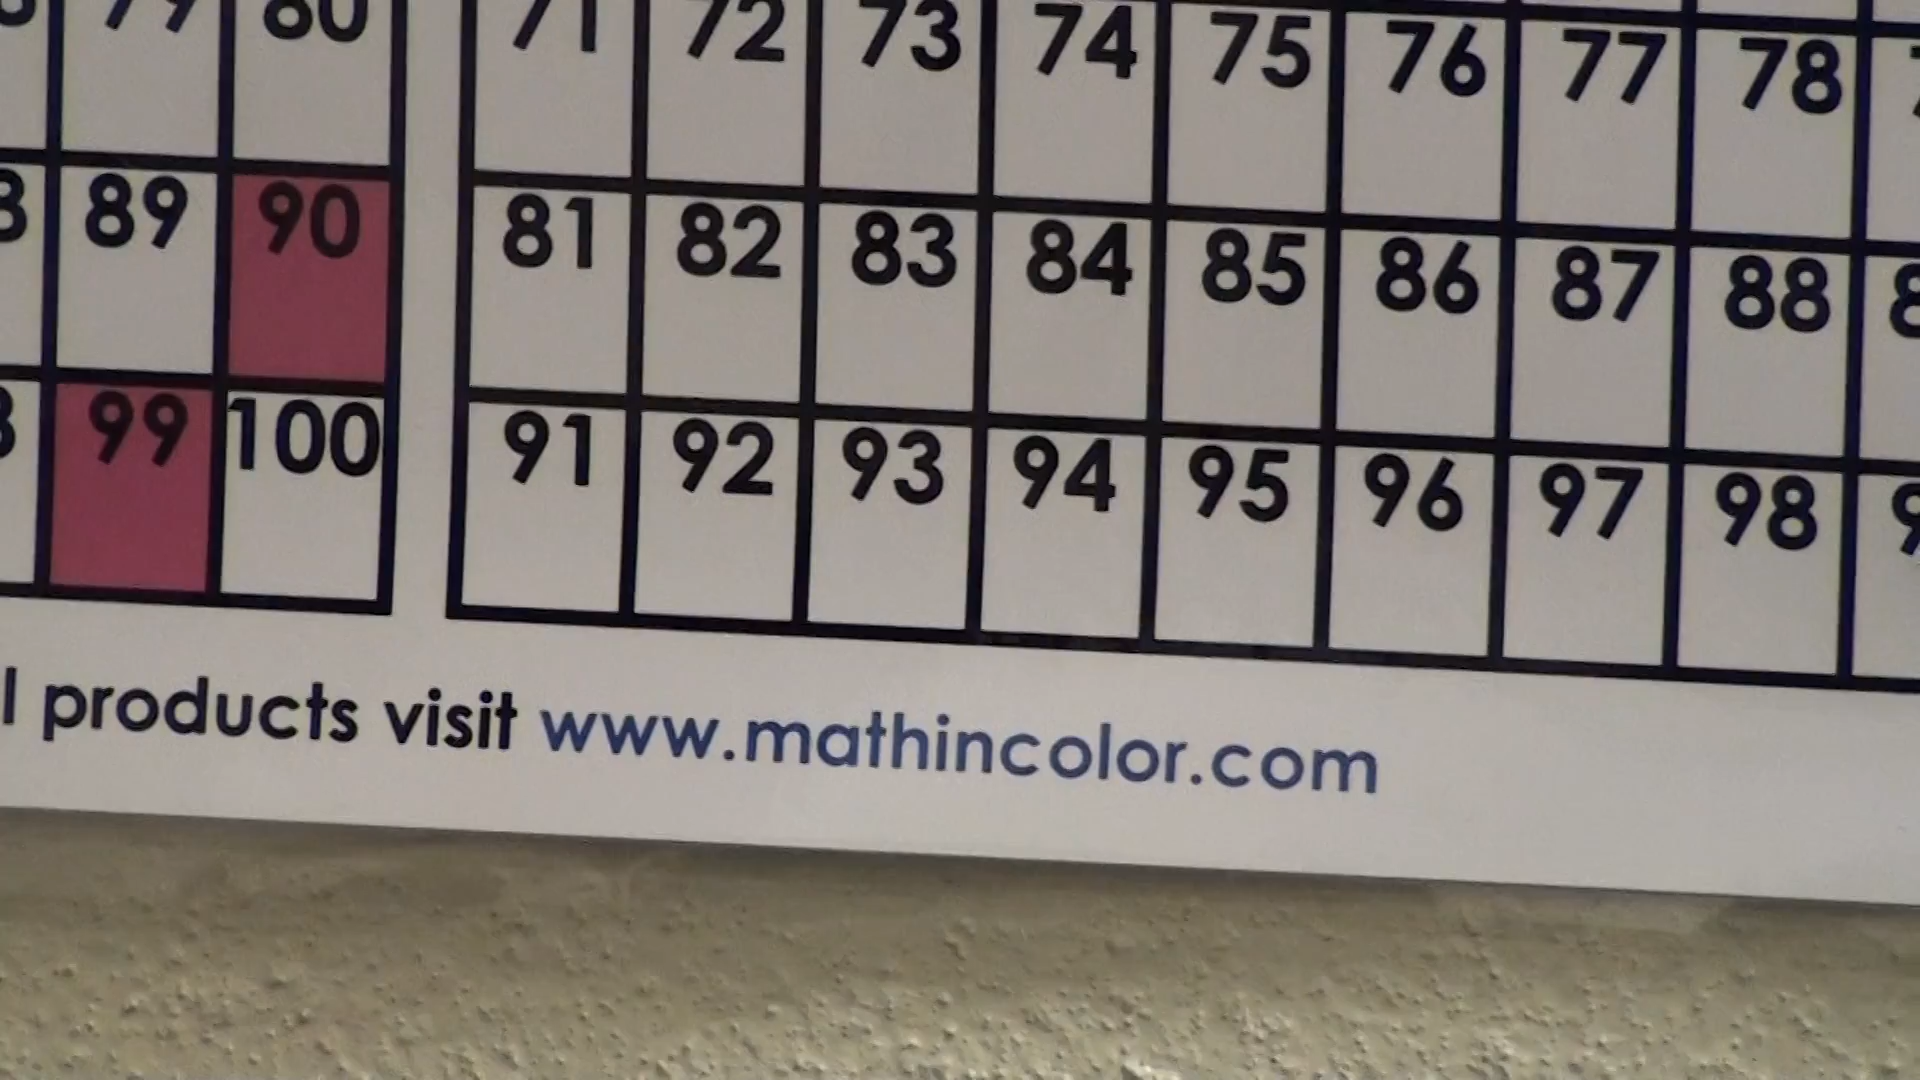 79 80 71 72 73 74 75 76 77 78
89 90 81 82 83 84 85 86 87 88
99 100 91 92 93 94 95 96 97 98
products visit www.mathincolor.com